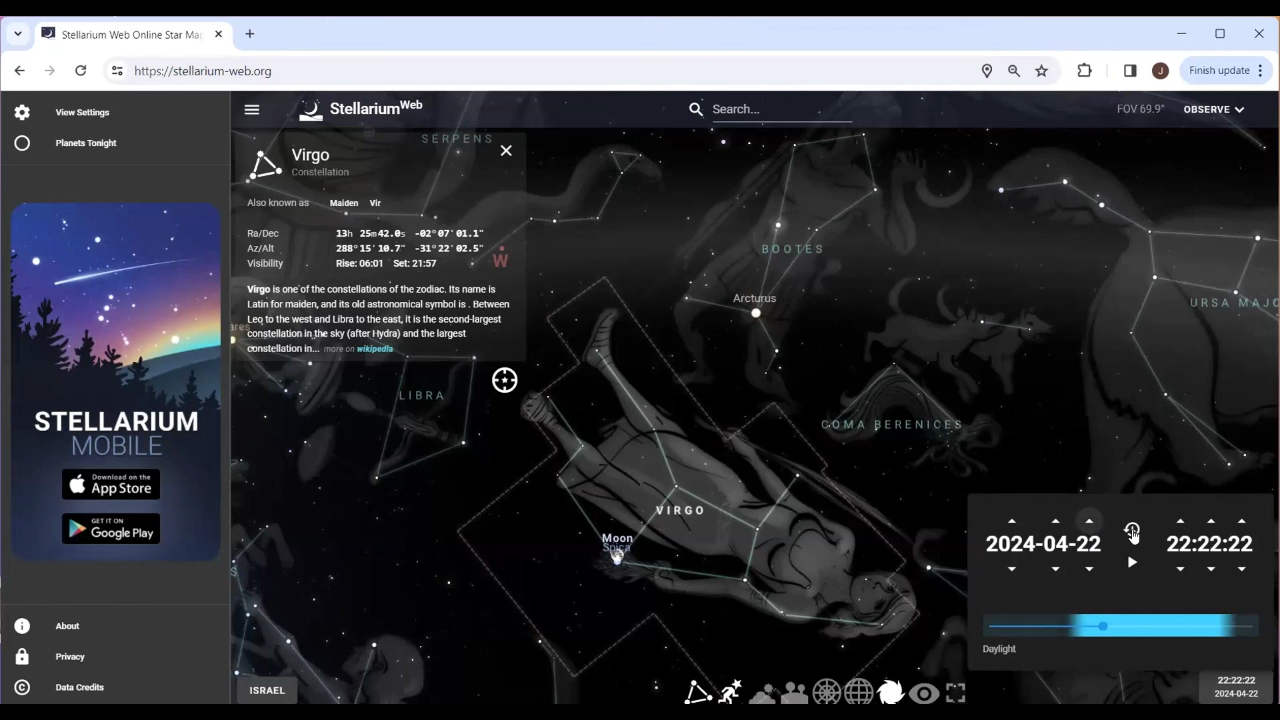 Stellarium Web Online Star Ma
https://stellarium-web.org
J
Finish update
View Settings
Planets Tonight
STELLARIUM
MOBILE
Download on the
App Store
GET IT ON
Google Play
About
Privacy
Data Credits
StellariumWeb
Search...
FOV 69.9°
OBSERVE
SERPENS
Virgo
Constellation
Also known as Maiden Vir
Ra/Dec 13h 25m42.0s -02°07'01.1"
Az/Alt 288°15'10.7" -31°22'02.5"
Visibility Rise: 06:01 Set: 21:57
W
Virgo is one of the constellations of the zodiac. Its name is
Latin for maiden, and its old astronomical symbol is . Between
Leo to the west and Libra to the east, it is the second-largest
constellation in the sky (after Hydra) and the largest
constellation in... more on wikipedia
BOOTES
Arcturus
URSA MAJO
ares
LIBRA
COMA BERENICES
VIRGO
Moon
Spica
S
2024-04-22 22:22:22
Daylight
ISRAEL
22:22:22
2024-04-22